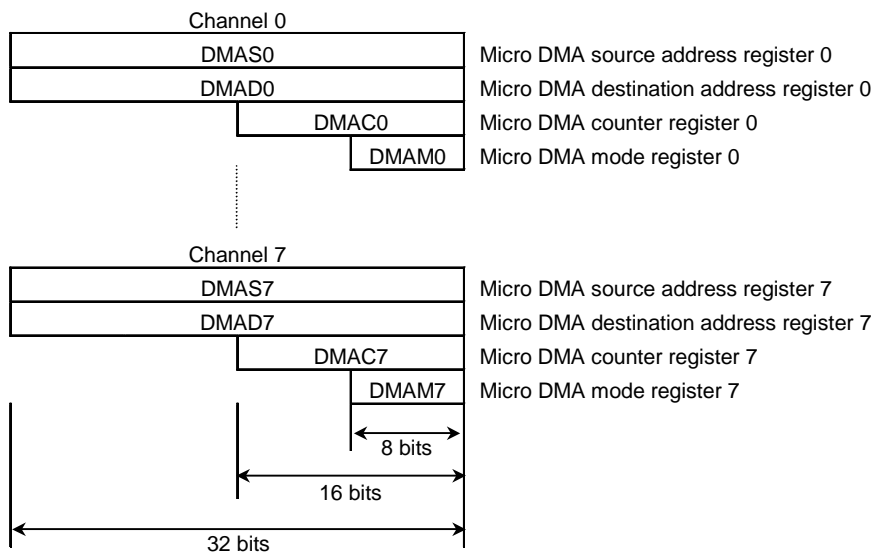 Channel 0
DMAS0 Micro DMA source address register 0
DMAD0 Micro DMA destination address register 0
DMAC0 Micro DMA counter register 0
DMAM0 Micro DMA mode register 0
Channel 7
DMAS7 Micro DMA source address register 7
DMAD7 Micro DMA destination address register 7
DMAC7 Micro DMA counter register 7
DMAM7 Micro DMA mode register 7
8 bits
16 bits
32 bits